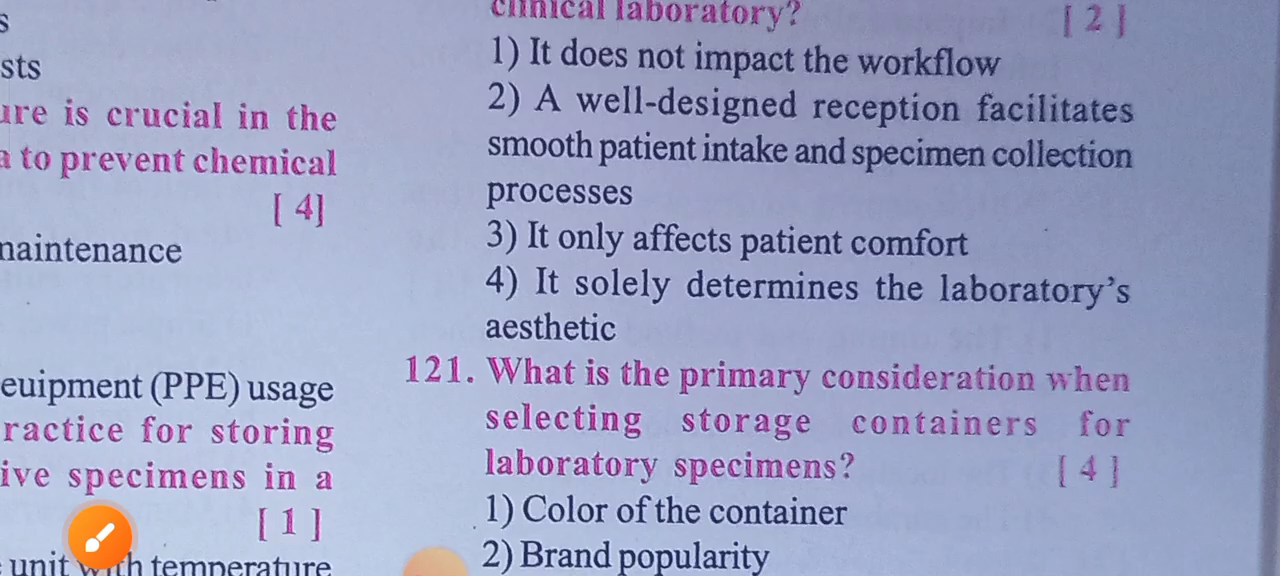 sts
is crucial in the
to prevent chemical
[ 4]
maintenance
euipment (PPE) usage
for storing
specimens in a
[ 1 ]
unit with temperature
clinical laboratory? [ 2 ]
1) It does not impact the workflow
2) A well-designed reception facilitates
smooth patient intake and specimen collection
processes
3) It only affects patient comfort
4) It solely determines the laboratory's
aesthetic
121. What is the primary consideration when
selecting storage containers for
laboratory specimens? [ 4 ]
1) Color of the container
2) Brand popularity